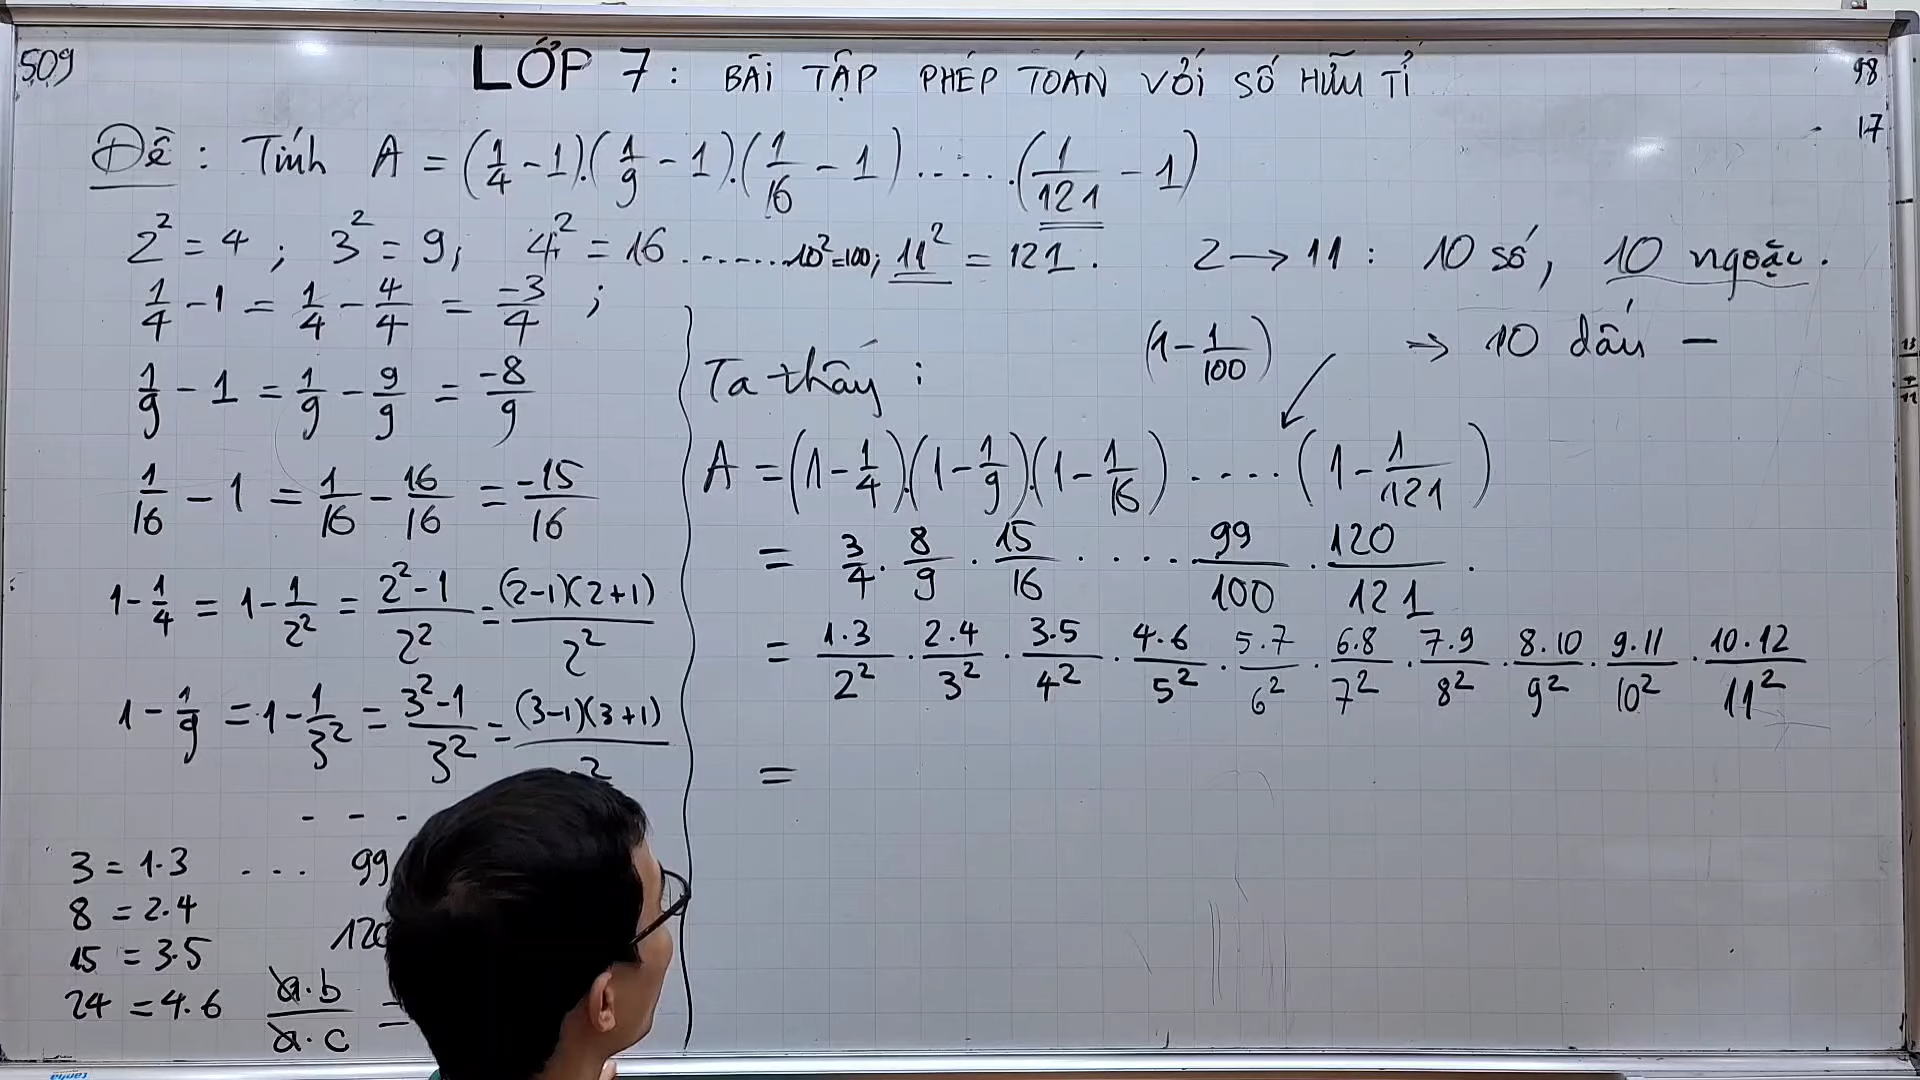 509
LỚP 7 : BÀI TẬP PHÉP TOÁN VỚI SỐ HỮU TỈ
98
17
Đề : Tính A = (1/4 - 1).(1/9 - 1).(1/16 - 1) ..... (1/121 - 1)
2² = 4 ; 3² = 9; 4² = 16 ....... 10²=100; 11² = 121. 2 → 11 : 10 số, 10 ngoặc.
1/4 - 1 = 1/4 - 4/4 = -3/4 ;
1/9 - 1 = 1/9 - 9/9 = -8/9
1/16 - 1 = 1/16 - 16/16 = -15/16
1 - 1/4 = 1 - 1/2² = 2²-1/2² = (2-1)(2+1)/2²
1 - 1/9 = 1 - 1/3² = 3²-1/3² = (3-1)(3+1)/2
- - -
3 = 1.3 ... 99
8 = 2.4
15 = 3.5
24 = 4.6
a.b/a.c =
(1 - 1/100) ⇒ 10 dấu -
Ta thấy :
A = (1 - 1/4).(1 - 1/9).(1 - 1/16) ..... (1 - 1/121)
= 3/4 . 8/9 . 15/16 ..... 99/100 . 120/121 .
= 1.3/2² . 2.4/3² . 3.5/4² . 4.6/5² . 5.7/6² . 6.8/7² . 7.9/8² . 8.10/9² . 9.11/10² . 10.12/11²
=